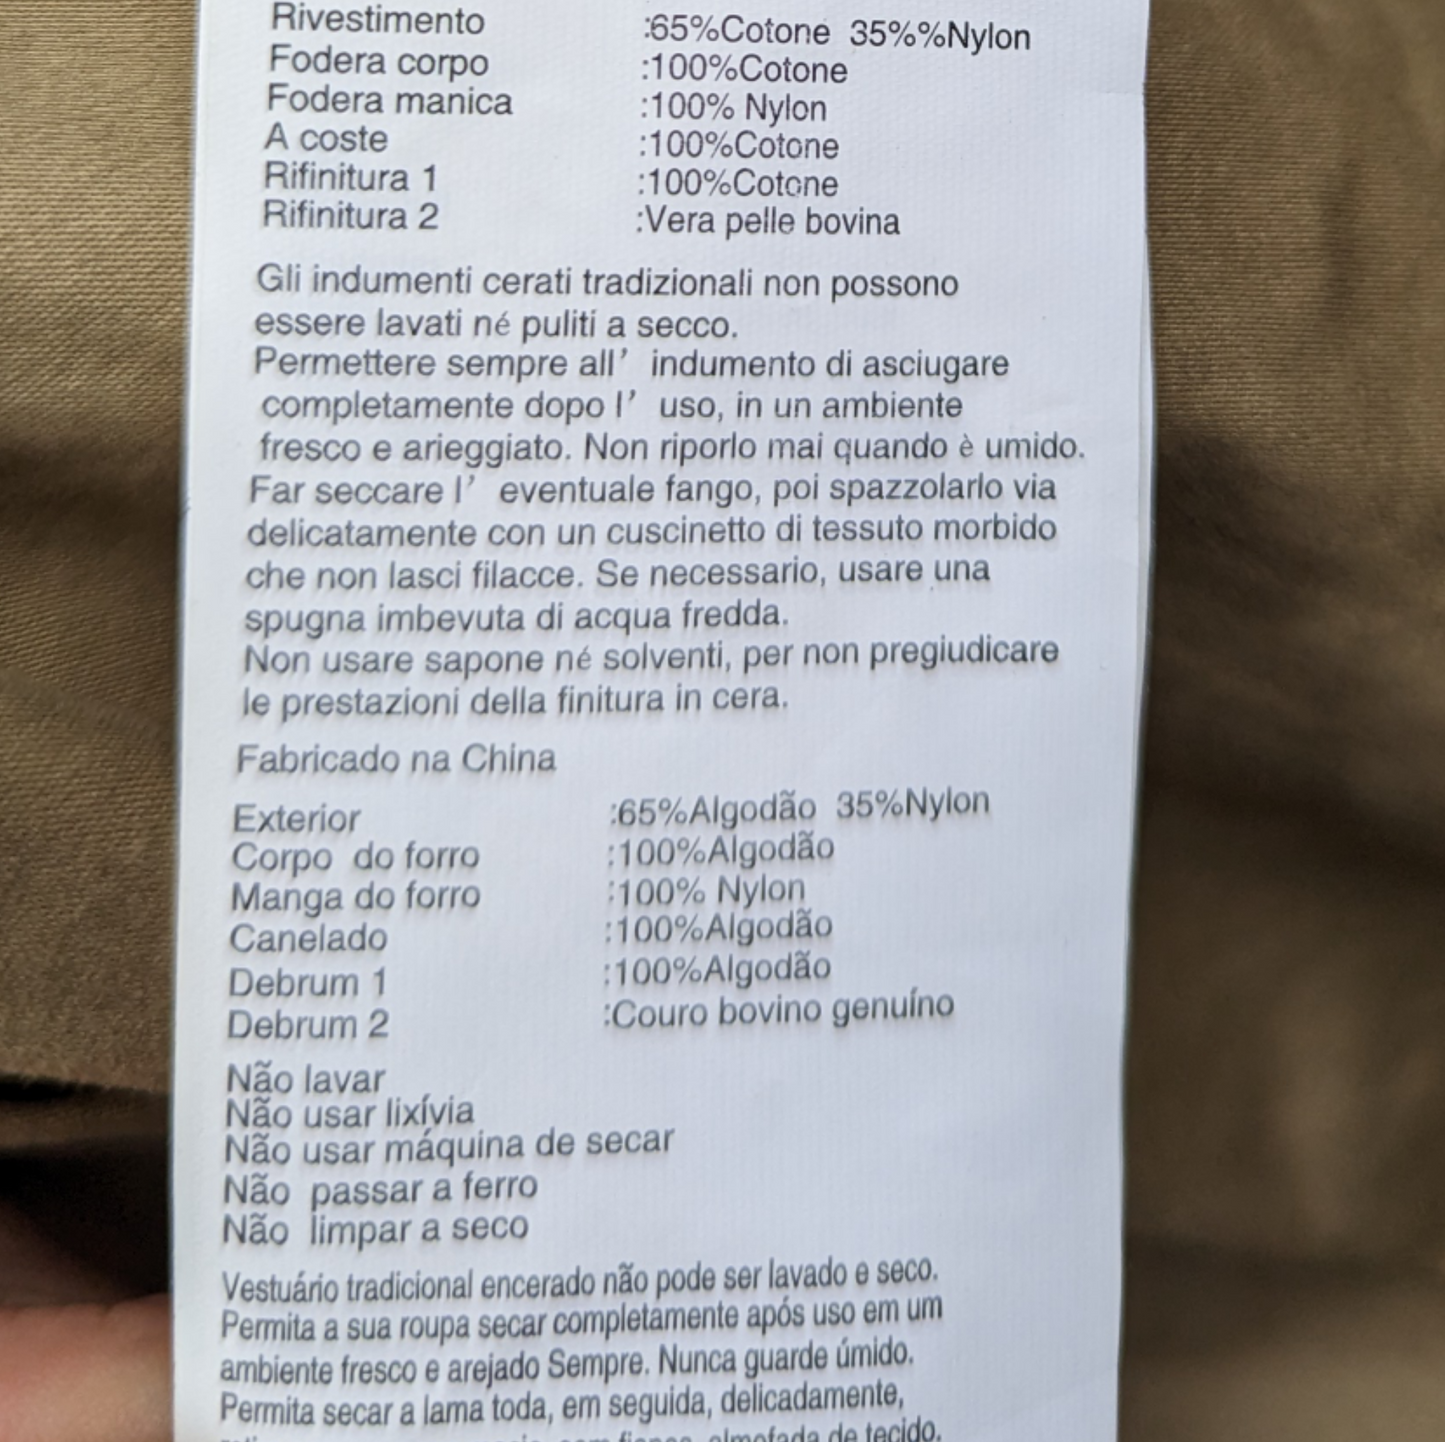 Rivestimento :65%Cotone 35%%Nylon
Fodera corpo :100%Cotone
Fodera manica :100% Nylon
A coste :100%Cotone
Rifinitura 1 :100%Cotone
Rifinitura 2 :Vera pelle bovina
Gli indumenti cerati tradizionali non possono
essere lavati né puliti a secco.
Permettere sempre all’ indumento di asciugare
completamente dopo l’ uso, in un ambiente
fresco e arieggiato. Non riporlo mai quando è umido.
Far seccare l’ eventuale fango, poi spazzolarlo via
delicatamente con un cuscinetto di tessuto morbido
che non lasci filacce. Se necessario, usare una
spugna imbevuta di acqua fredda.
Non usare sapone né solventi, per non pregiudicare
le prestazioni della finitura in cera.
Fabricado na China
Exterior :65%Algodão 35%Nylon
Corpo do forro :100%Algodão
Manga do forro :100% Nylon
Canelado :100%Algodão
Debrum 1 :100%Algodão
Debrum 2 :Couro bovino genuíno
Não lavar
Não usar lixívia
Não usar máquina de secar
Não passar a ferro
Não limpar a seco
Vestuário tradicional encerado não pode ser lavado e seco.
Permita a sua roupa secar completamente após uso em um
ambiente fresco e arejado Sempre. Nunca guarde úmido.
Permita secar a lama toda, em seguida, delicadamente,
almofada de tecido.